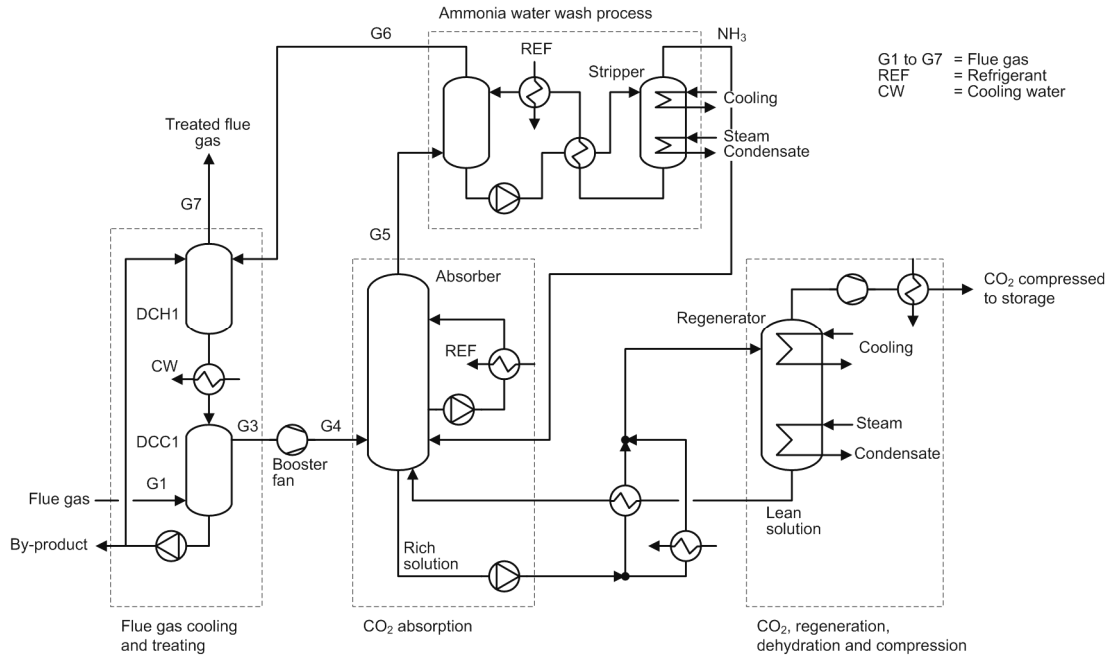 Ammonia water wash process
G6
REF
NH₃
Stripper
Cooling
Steam
Condensate
G1 to G7 = Flue gas
REF = Refrigerant
CW = Cooling water
Treated flue
gas
G7
G5
Absorber
DCH1
REF
CW
DCC1
G3
G4
Booster
fan
Flue gas
G1
By-product
Rich
solution
Regenerator
CO₂ compressed
to storage
Cooling
Steam
Condensate
Lean
solution
Flue gas cooling
and treating
CO₂ absorption
CO₂, regeneration,
dehydration and compression